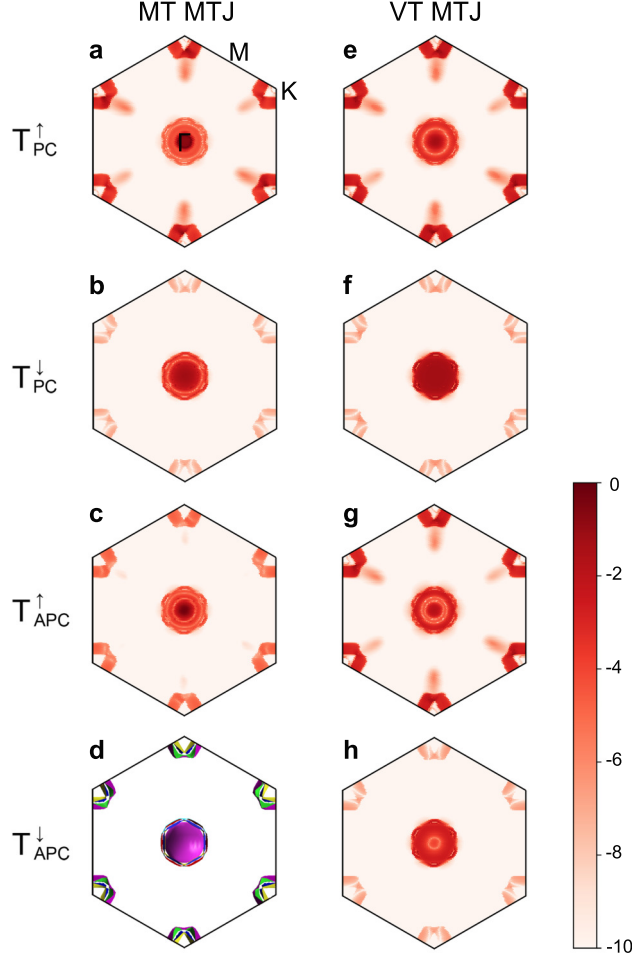 MT MTJ VT MTJ
a M e
K
Γ
T↑PC
b f
T↓PC
c g
0
T↑APC
-2
-4
d h
-6
T↓APC
-8
-10